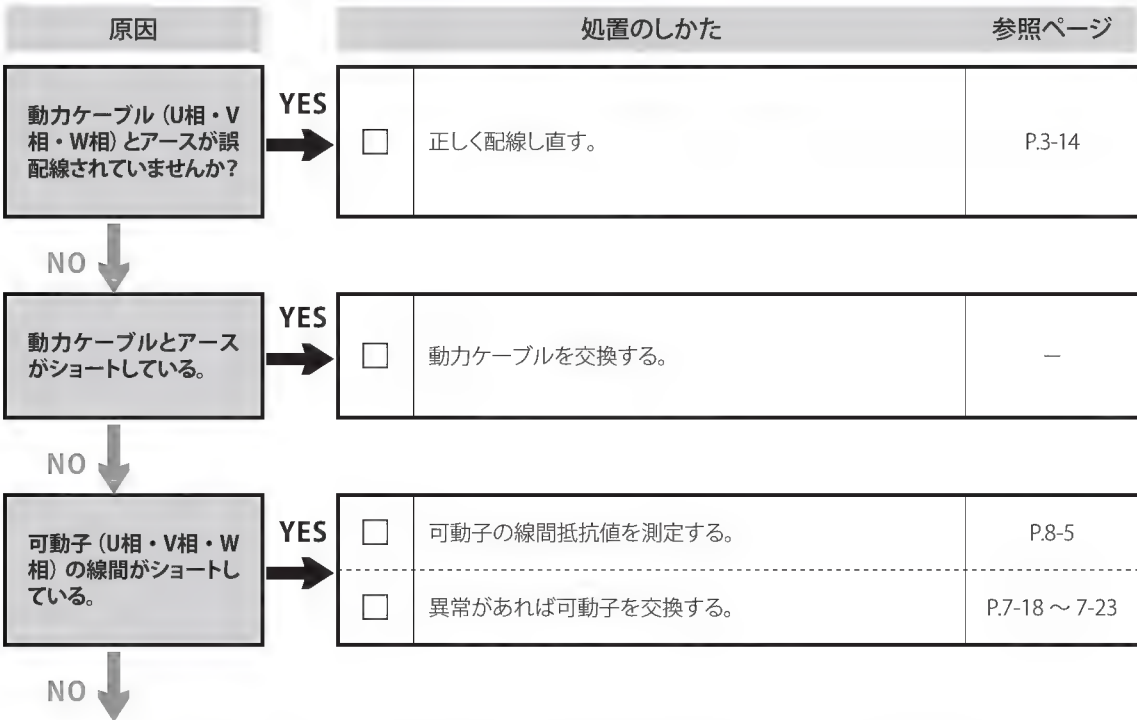 原因
処置のしかた
参照ページ
動力ケーブル（U相・V
相・W相）とアースが誤
配線されていませんか？
YES
□
正しく配線し直す。
P.3-14
NO
動力ケーブルとアース
がショートしている。
YES
□
動力ケーブルを交換する。
—
NO
可動子（U相・V相・W
相）の線間がショートし
ている。
YES
□
可動子の線間抵抗値を測定する。
P.8-5
□
異常があれば可動子を交換する。
P.7-18 ～ 7-23
NO